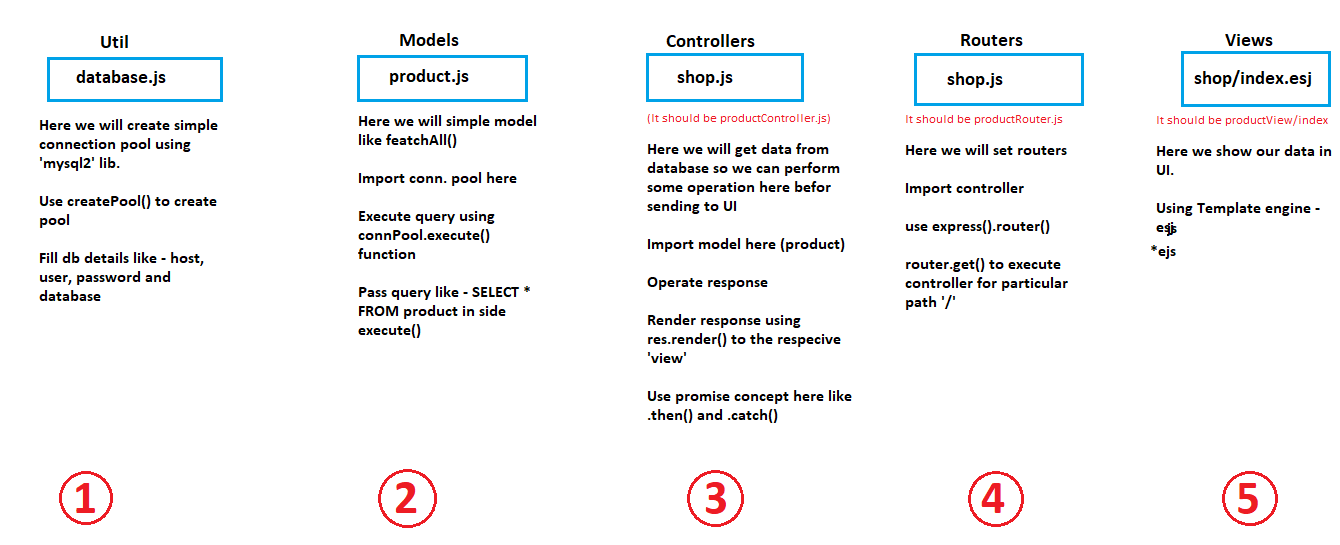 Util
database.js
Here we will create simple
connection pool using
'mysql2' lib.
Use createPool() to create
pool
Fill db details like - host,
user, password and
database
1
Models
product.js
Here we will simple model
like featchAll()
Import conn. pool here
Execute query using
connPool.execute()
function
Pass query like - SELECT *
FROM product in side
execute()
2
Controllers
shop.js
(It should be productController.js)
Here we will get data from
database so we can perform
some operation here befor
sending to UI
Import model here (product)
Operate response
Render response using
res.render() to the respecive
'view'
Use promise concept here like
.then() and .catch()
3
Routers
shop.js
It should be productRouter.js
Here we will set routers
Import controller
use express().router()
router.get() to execute
controller for particular
path '/'
4
Views
shop/index.esj
It should be productView/index
Here we show our data in
UI.
Using Template engine -
*ejs
5